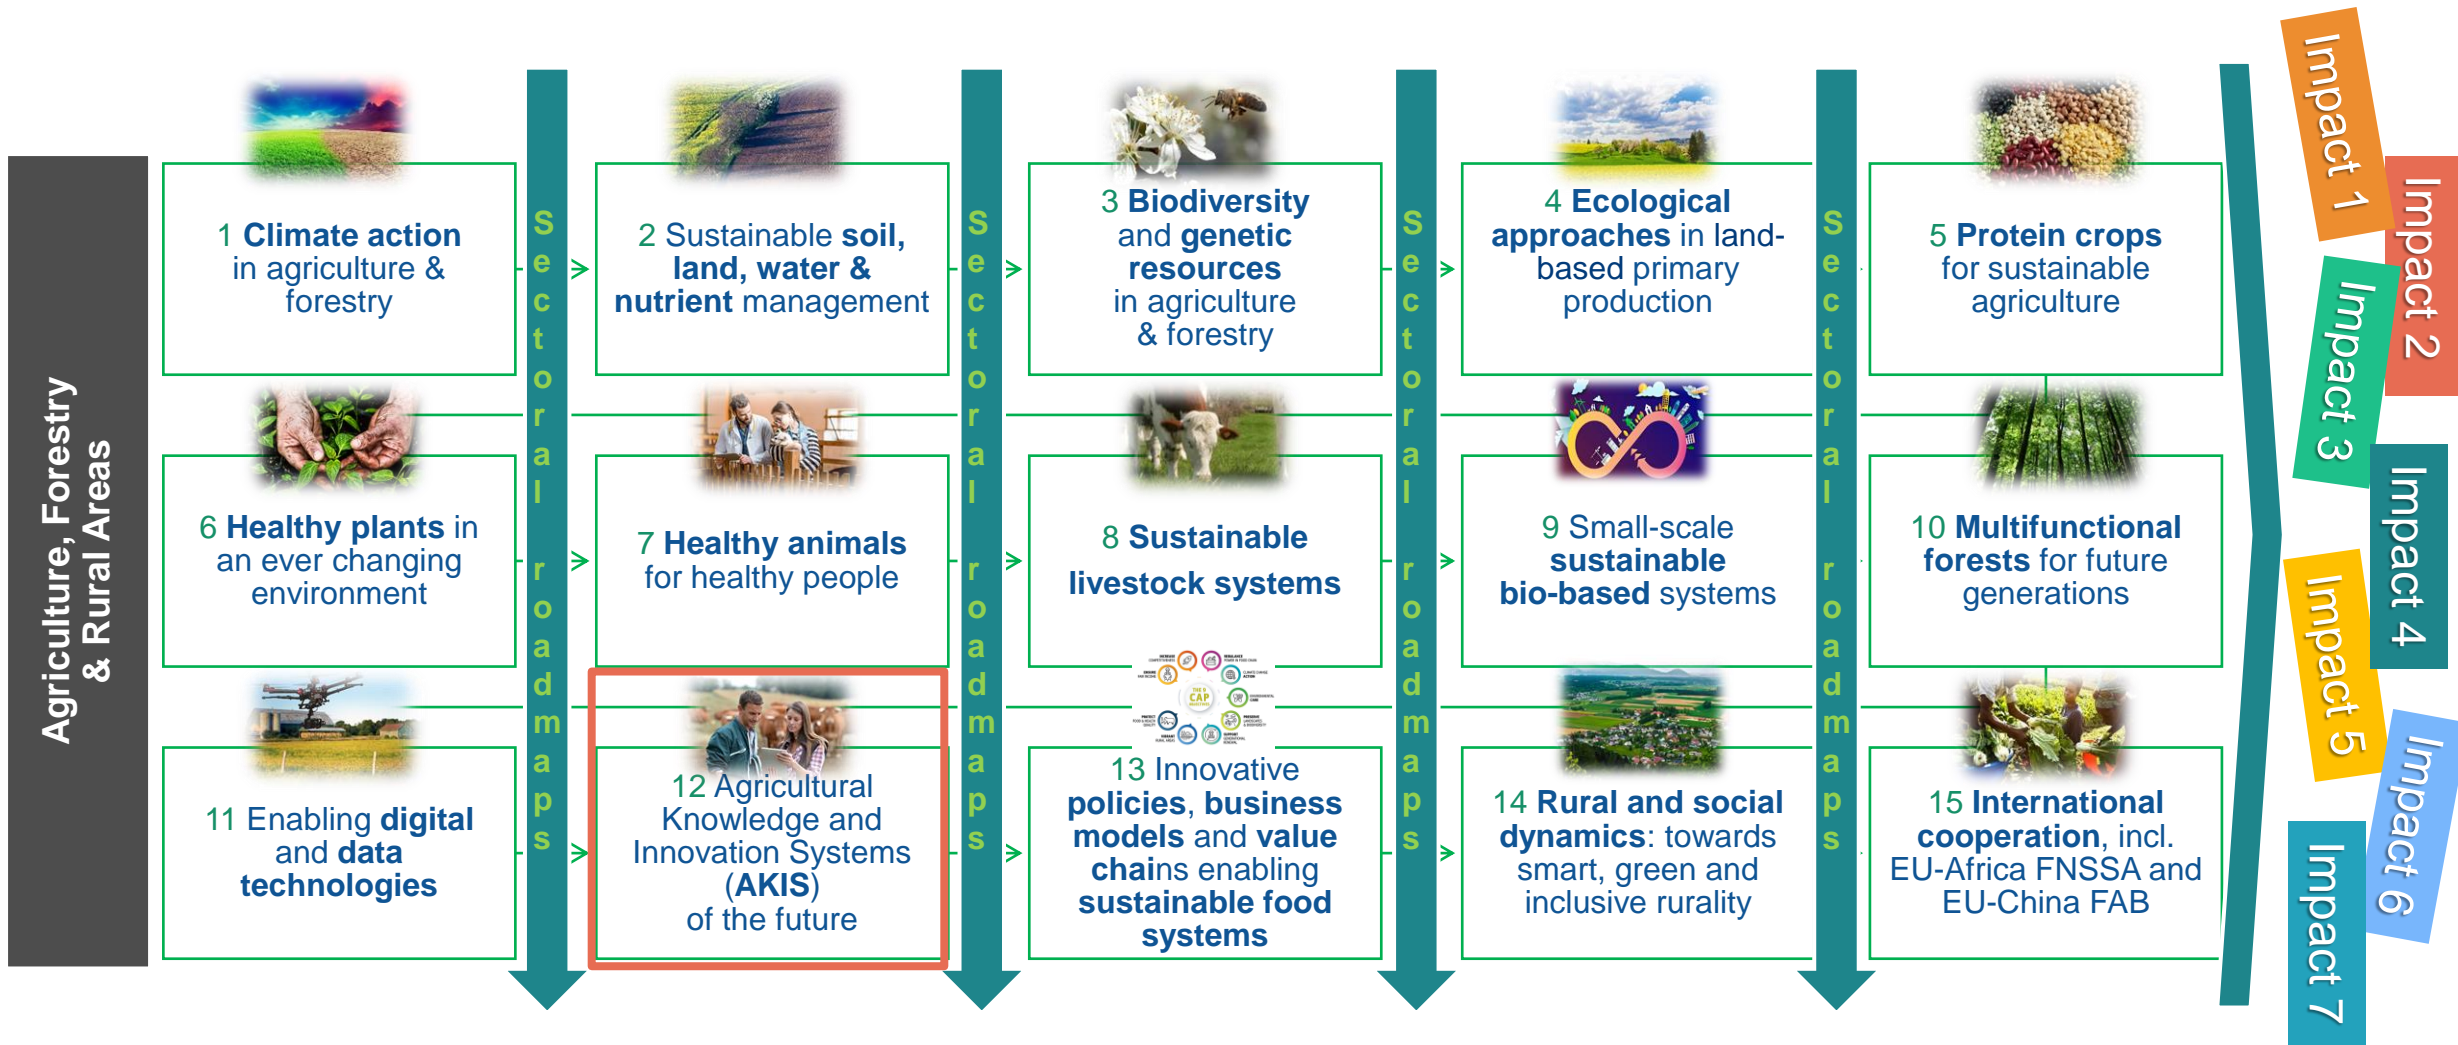 Agriculture, Forestry
& Rural Areas
1 Climate action
in agriculture &
forestry
Sectoral roadmaps
2 Sustainable soil,
land, water &
nutrient management
Sectoral roadmaps
3 Biodiversity
and genetic
resources
in agriculture
& forestry
Sectoral roadmaps
4 Ecological
approaches in land-
based primary
production
Sectoral roadmaps
5 Protein crops
for sustainable
agriculture
6 Healthy plants in
an ever changing
environment
7 Healthy animals
for healthy people
8 Sustainable
livestock systems
9 Small-scale
sustainable
bio-based systems
10 Multifunctional
forests for future
generations
11 Enabling digital
and data
technologies
12 Agricultural
Knowledge and
Innovation Systems
(AKIS)
of the future
THE 9
CAP
13 Innovative
policies, business
models and value
chains enabling
sustainable food
systems
14 Rural and social
dynamics: towards
smart, green and
inclusive rurality
15 International
cooperation, incl.
EU-Africa FNSSA and
EU-China FAB
Impact 1
Impact 2
Impact 3
Impact 4
Impact 5
Impact 6
Impact 7